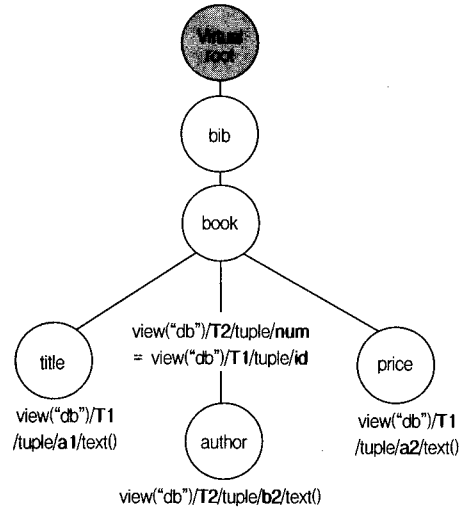 Virtual
root
bib
book
view("db")/T2/tuple/num
= view("db")/T1/tuple/id
title
price
view("db")/T1
/tuple/a1/text()
author
view("db")/T1
/tuple/a2/text()
view("db")/T2/tuple/b2/text()